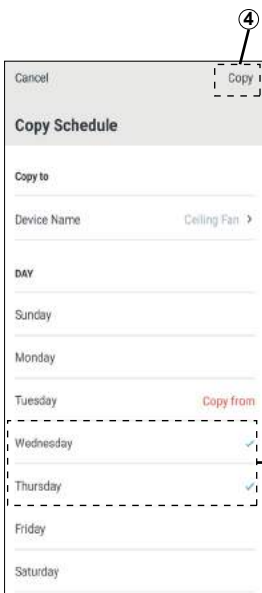 ④
Cancel Copy
Copy Schedule
Copy to
Device Name Ceiling Fan >
DAY
Sunday
Monday
Tuesday Copy from
Wednesday ✓
Thursday ✓
Friday
Saturday